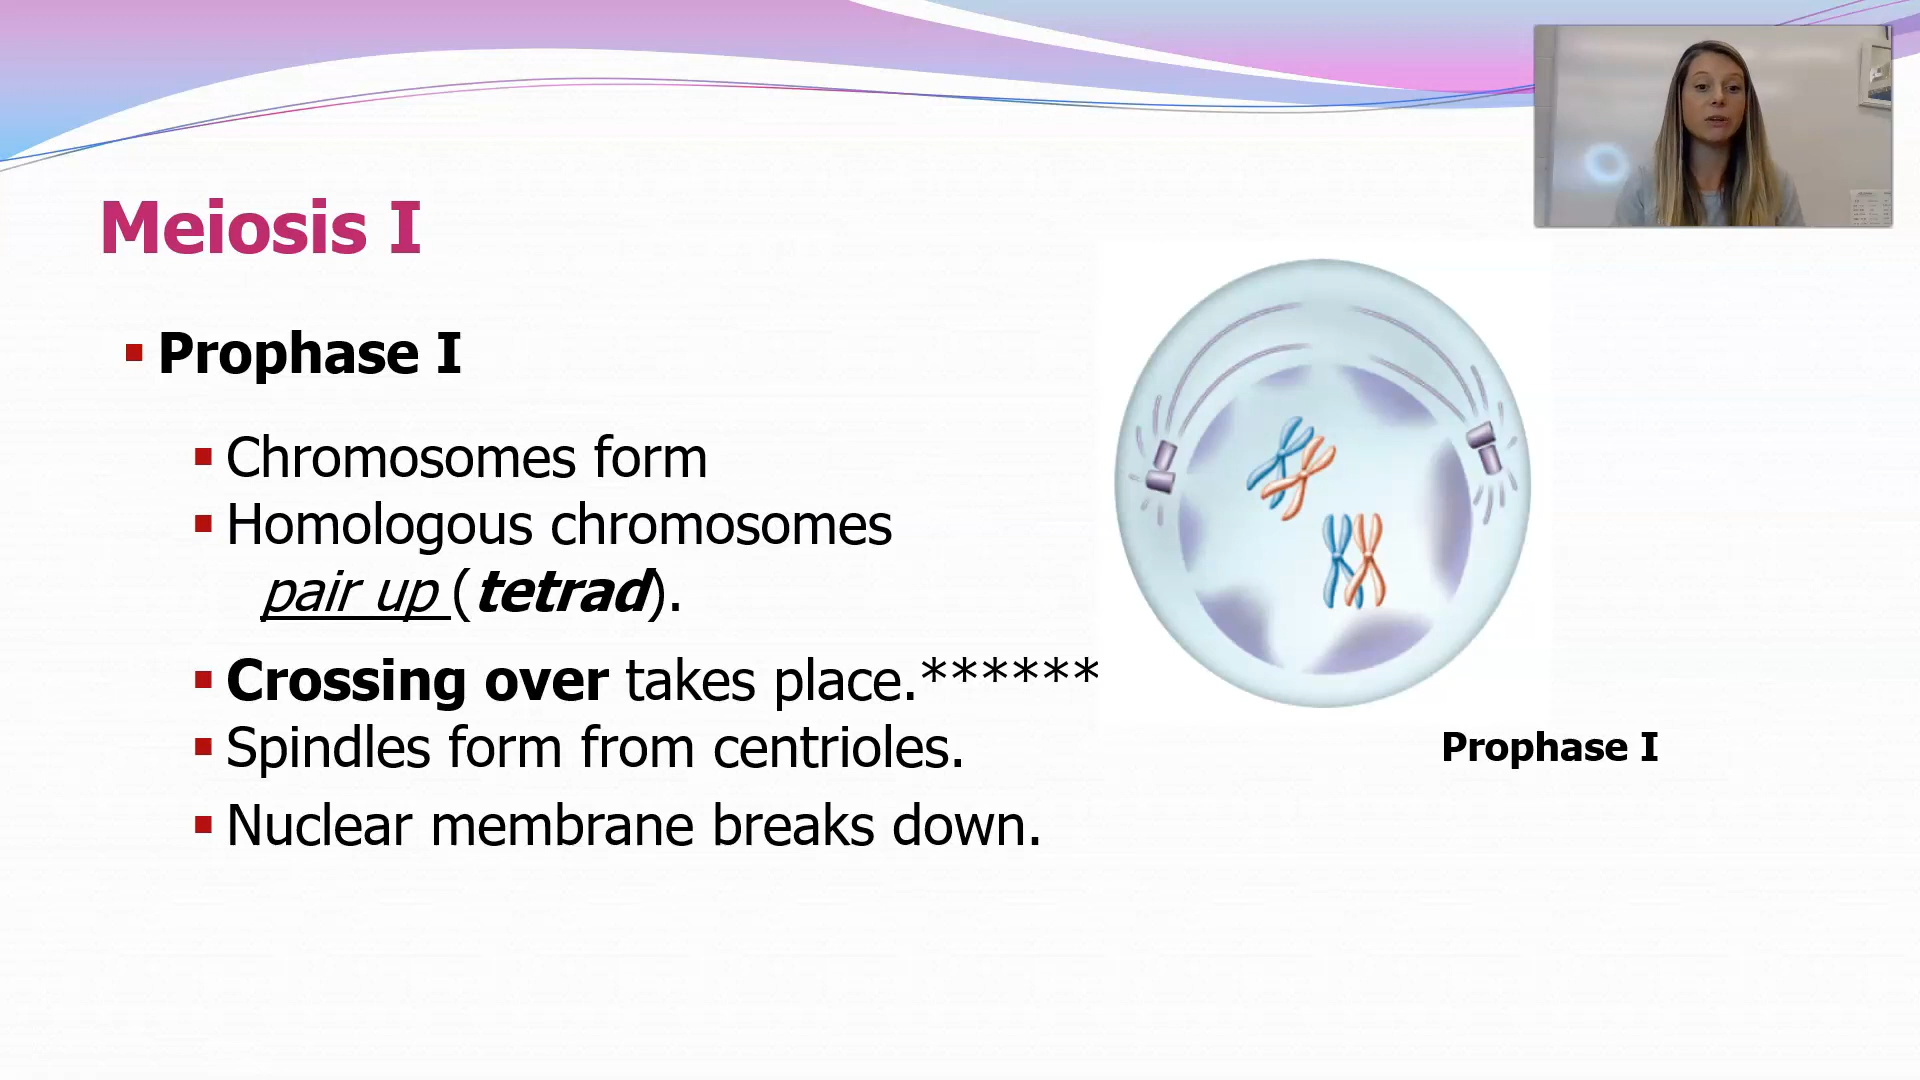 Meiosis I
Prophase I
Chromosomes form
Homologous chromosomes
pair up (tetrad).
Crossing over takes place.******
Spindles form from centrioles.
Nuclear membrane breaks down.
Prophase I